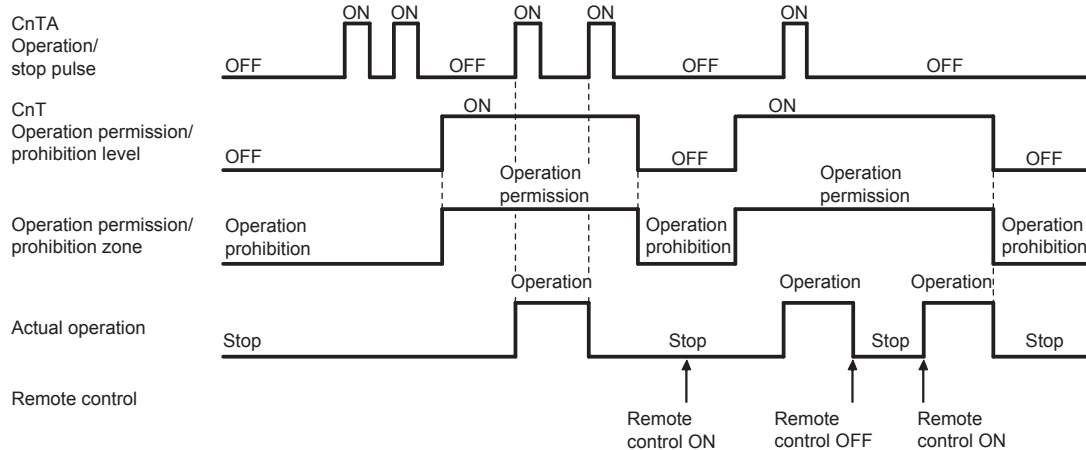 CnTA
Operation/
stop pulse
OFF
ON
ON
OFF
ON
ON
OFF
ON
OFF
CnT
Operation permission/
prohibition level
OFF
ON
OFF
ON
OFF
Operation permission/
prohibition zone
Operation
prohibition
Operation
permission
Operation
prohibition
Operation
permission
Operation
prohibition
Actual operation
Stop
Operation
Stop
Operation
Stop
Operation
Stop
Remote control
Remote
control ON
Remote
control OFF
Remote
control ON